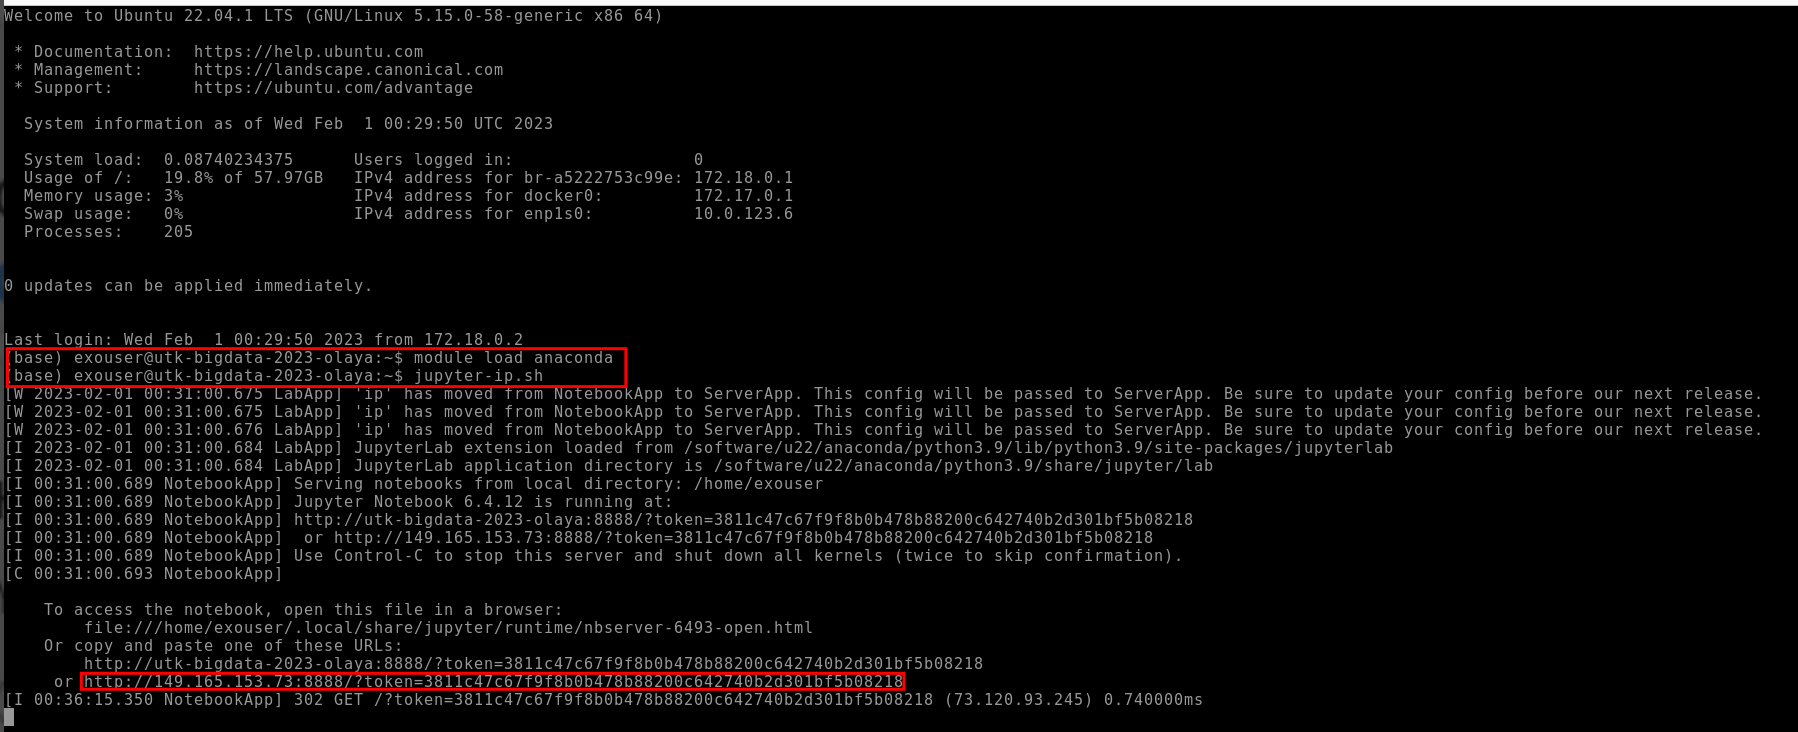 Welcome to Ubuntu 22.04.1 LTS (GNU/Linux 5.15.0-58-generic x86 64)
* Documentation:  https://help.ubuntu.com
* Management:     https://landscape.canonical.com
* Support:        https://ubuntu.com/advantage
System information as of Wed Feb  1 00:29:50 UTC 2023
System load:  0.08740234375      Users logged in:                  0
Usage of /:   19.8% of 57.97GB   IPv4 address for br-a5222753c99e: 172.18.0.1
Memory usage: 3%                 IPv4 address for docker0:         172.17.0.1
Swap usage:   0%                 IPv4 address for enp1s0:          10.0.123.6
Processes:    205
0 updates can be applied immediately.
Last login: Wed Feb  1 00:29:50 2023 from 172.18.0.2
(base) exouser@utk-bigdata-2023-olaya:~$ module load anaconda
(base) exouser@utk-bigdata-2023-olaya:~$ jupyter-ip.sh
[W 2023-02-01 00:31:00.675 LabApp] 'ip' has moved from NotebookApp to ServerApp. This config will be passed to ServerApp. Be sure to update your config before our next release.
[W 2023-02-01 00:31:00.675 LabApp] 'ip' has moved from NotebookApp to ServerApp. This config will be passed to ServerApp. Be sure to update your config before our next release.
[W 2023-02-01 00:31:00.676 LabApp] 'ip' has moved from NotebookApp to ServerApp. This config will be passed to ServerApp. Be sure to update your config before our next release.
[I 2023-02-01 00:31:00.684 LabApp] JupyterLab extension loaded from /software/u22/anaconda/python3.9/lib/python3.9/site-packages/jupyterlab
[I 2023-02-01 00:31:00.684 LabApp] JupyterLab application directory is /software/u22/anaconda/python3.9/share/jupyter/lab
[I 00:31:00.689 NotebookApp] Serving notebooks from local directory: /home/exouser
[I 00:31:00.689 NotebookApp] Jupyter Notebook 6.4.12 is running at:
[I 00:31:00.689 NotebookApp] http://utk-bigdata-2023-olaya:8888/?token=3811c47c67f9f8b0b478b88200c642740b2d301bf5b08218
[I 00:31:00.689 NotebookApp]  or http://149.165.153.73:8888/?token=3811c47c67f9f8b0b478b88200c642740b2d301bf5b08218
[I 00:31:00.689 NotebookApp] Use Control-C to stop this server and shut down all kernels (twice to skip confirmation).
[C 00:31:00.693 NotebookApp]
To access the notebook, open this file in a browser:
file:///home/exouser/.local/share/jupyter/runtime/nbserver-6493-open.html
Or copy and paste one of these URLs:
http://utk-bigdata-2023-olaya:8888/?token=3811c47c67f9f8b0b478b88200c642740b2d301bf5b08218
or http://149.165.153.73:8888/?token=3811c47c67f9f8b0b478b88200c642740b2d301bf5b08218
[I 00:36:15.350 NotebookApp] 302 GET /?token=3811c47c67f9f8b0b478b88200c642740b2d301bf5b08218 (73.120.93.245) 0.740000ms